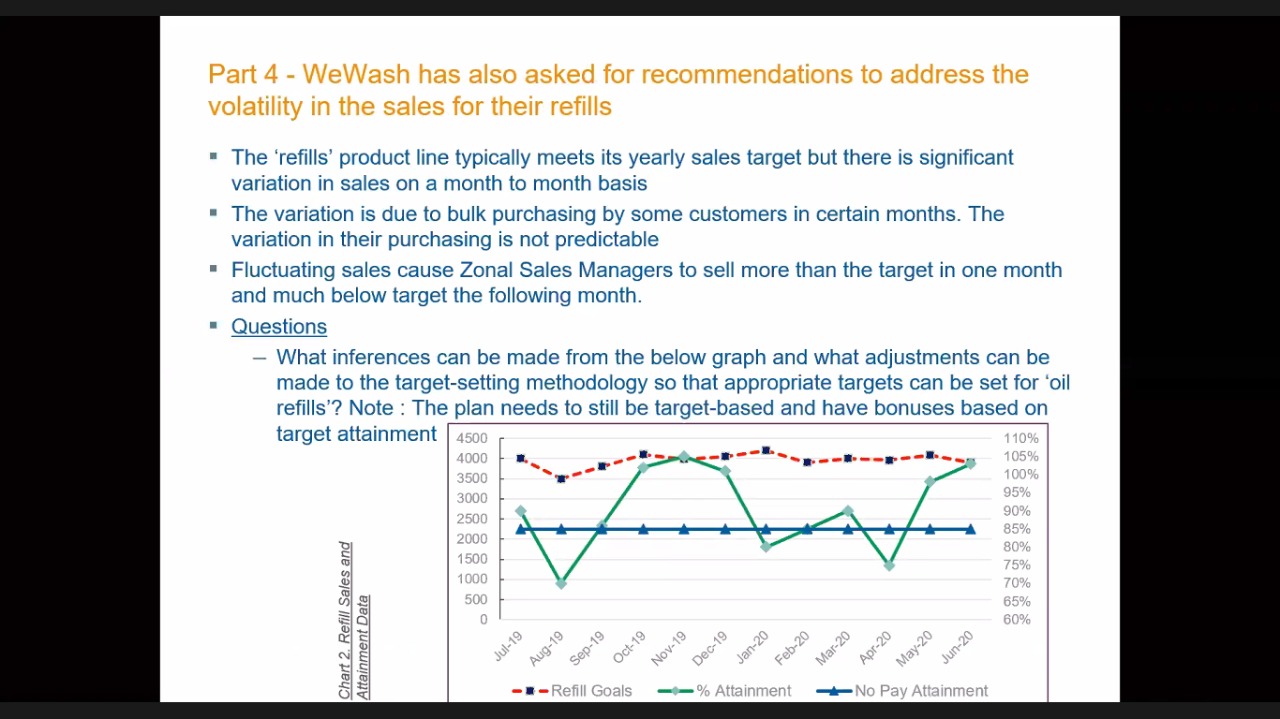 Part 4 - WeWash has also asked for recommendations to address the
volatility in the sales for their refills
The ‘refills’ product line typically meets its yearly sales target but there is significant
variation in sales on a month to month basis
The variation is due to bulk purchasing by some customers in certain months. The
variation in their purchasing is not predictable
Fluctuating sales cause Zonal Sales Managers to sell more than the target in one month
and much below target the following month.
Questions
– What inferences can be made from the below graph and what adjustments can be
made to the target-setting methodology so that appropriate targets can be set for ‘oil
refills’? Note : The plan needs to still be target-based and have bonuses based on
target attainment
Chart 2. Refill Sales and
Attainment Data
4500 110%
4000 105%
3500 100%
3000 95%
2500 90%
2000 85%
1500 80%
1000 75%
500 70%
0 65%
60%
Jul-19 Aug-19 Sep-19 Oct-19 Nov-19 Dec-19 Jan-20 Feb-20 Mar-20 Apr-20 May-20 Jun-20
Refill Goals % Attainment No Pay Attainment